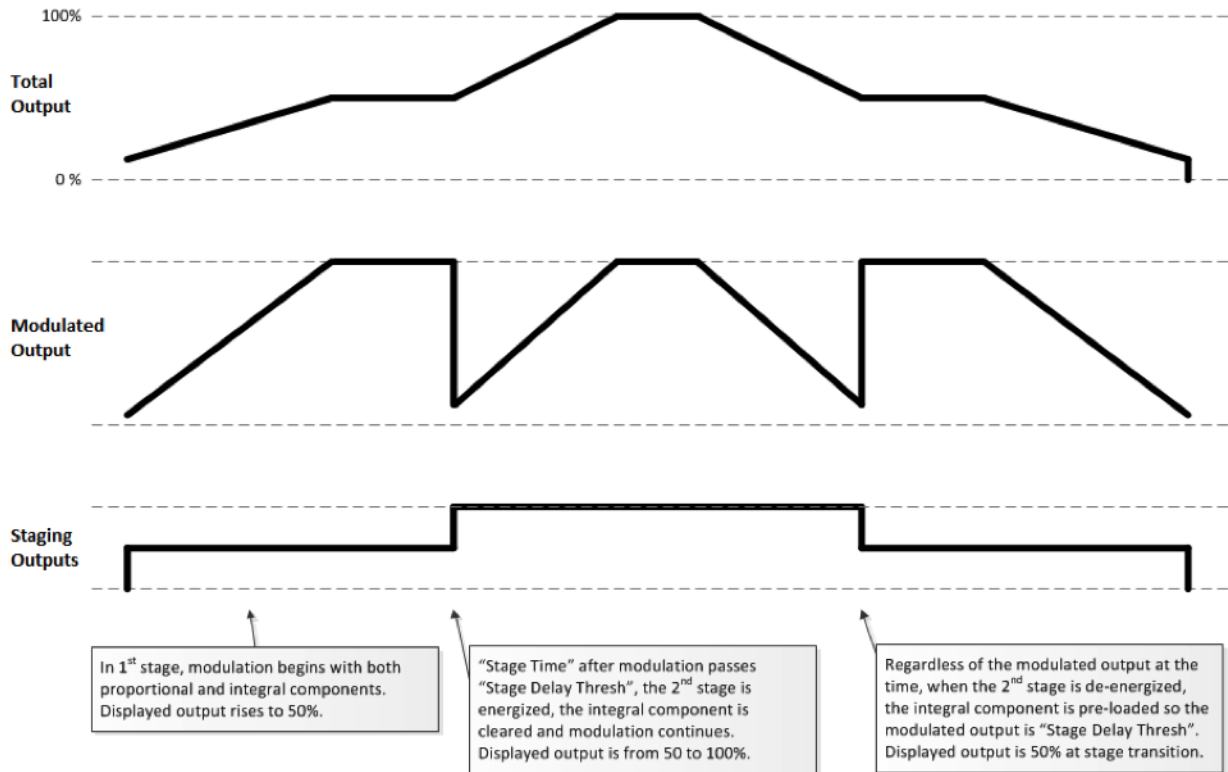 100%
Total
Output
0 %
Modulated
Output
Staging
Outputs
In 1st stage, modulation begins with both
proportional and integral components.
Displayed output rises to 50%.
“Stage Time” after modulation passes
“Stage Delay Thresh”, the 2nd stage is
energized, the integral component is
cleared and modulation continues.
Displayed output is from 50 to 100%.
Regardless of the modulated output at the
time, when the 2nd stage is de-energized,
the integral component is pre-loaded so the
modulated output is “Stage Delay Thresh”.
Displayed output is 50% at stage transition.